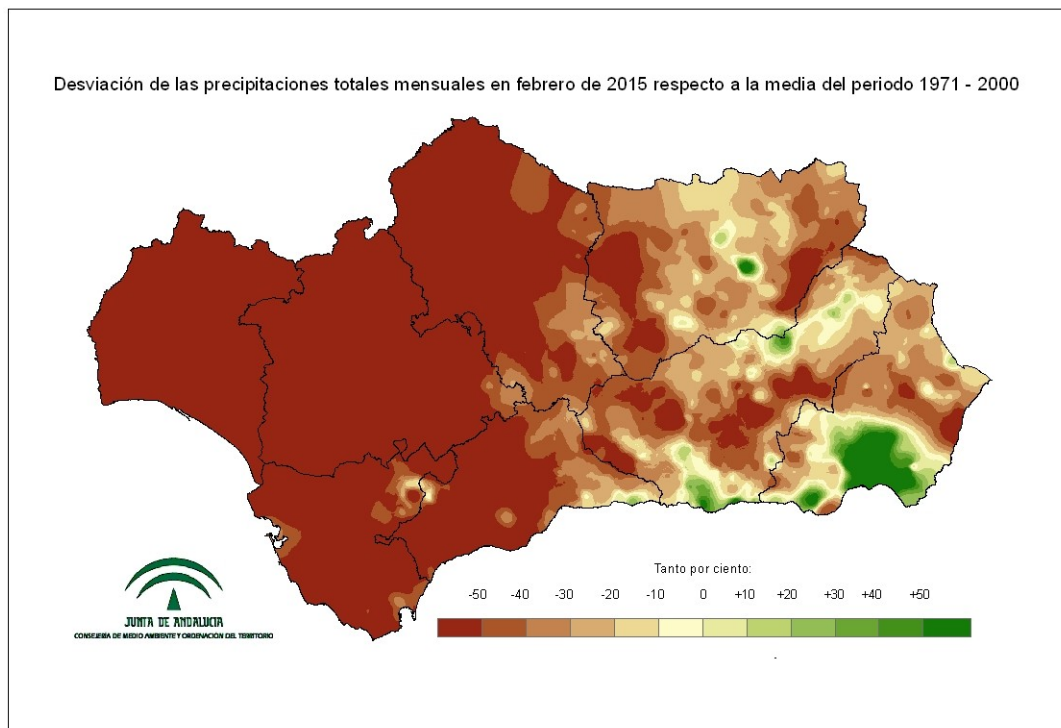 Desviación de las precipitaciones totales mensuales en febrero de 2015 respecto a la media del periodo 1971 - 2000
Tanto por ciento:
-50 -40 -30 -20 -10 0 +10 +20 +30 +40 +50
JUNTA DE ANDALUCIA
CONSEJERÍA DE MEDIO AMBIENTE Y ORDENACIÓN DEL TERRITORIO